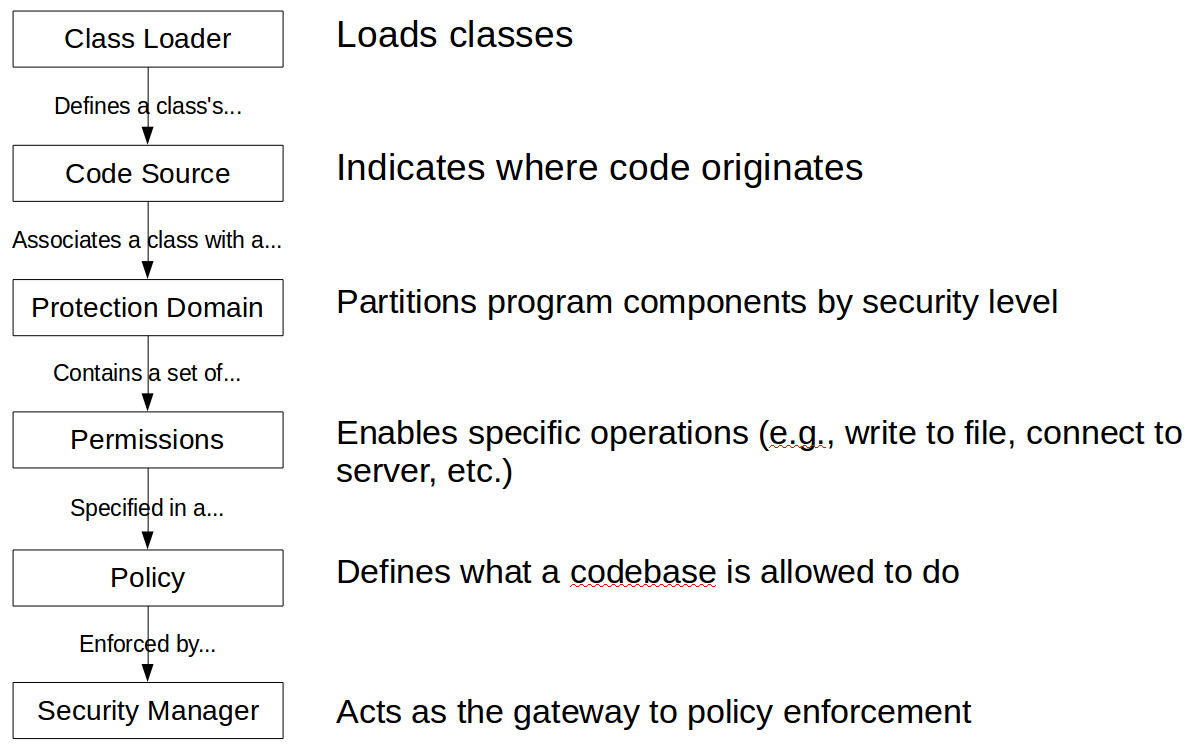 Class Loader
Loads classes
Defines a class's...
Code Source
Indicates where code originates
Associates a class with a...
Protection Domain
Partitions program components by security level
Contains a set of...
Permissions
Enables specific operations (e.g., write to file, connect to
server, etc.)
Specified in a...
Policy
Defines what a codebase is allowed to do
Enforced by...
Security Manager
Acts as the gateway to policy enforcement